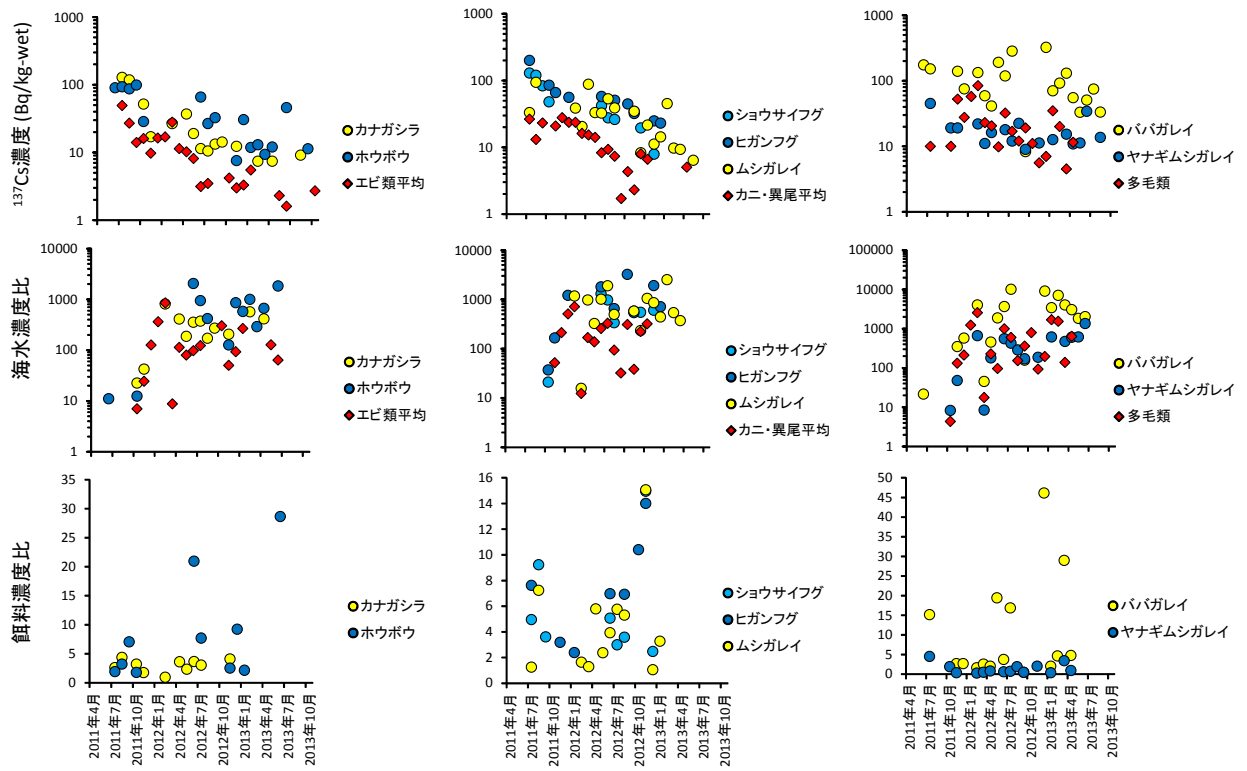 ¹³⁷Cs濃度 (Bq/kg-wet)
1000
100
10
1
カナガシラ
ホウボウ
エビ類平均
1000
100
10
1
ショウサイフグ
ヒガンフグ
ムシガレイ
カニ・異尾平均
1000
100
10
1
ババガレイ
ヤナギムシガレイ
多毛類
海水濃度比
10000
1000
100
10
1
カナガシラ
ホウボウ
エビ類平均
10000
1000
100
10
1
ショウサイフグ
ヒガンフグ
ムシガレイ
カニ・異尾平均
100000
10000
1000
100
10
1
ババガレイ
ヤナギムシガレイ
多毛類
餌料濃度比
35
30
25
20
15
10
5
0
カナガシラ
ホウボウ
2011年4月
2011年7月
2011年10月
2012年1月
2012年4月
2012年7月
2012年10月
2013年1月
2013年4月
2013年7月
2013年10月
16
14
12
10
8
6
4
2
0
ショウサイフグ
ヒガンフグ
ムシガレイ
2011年4月
2011年7月
2011年10月
2012年1月
2012年4月
2012年7月
2012年10月
2013年1月
2013年4月
2013年7月
2013年10月
50
45
40
35
30
25
20
15
10
5
0
ババガレイ
ヤナギムシガレイ
2011年4月
2011年7月
2011年10月
2012年1月
2012年4月
2012年7月
2012年10月
2013年1月
2013年4月
2013年7月
2013年10月